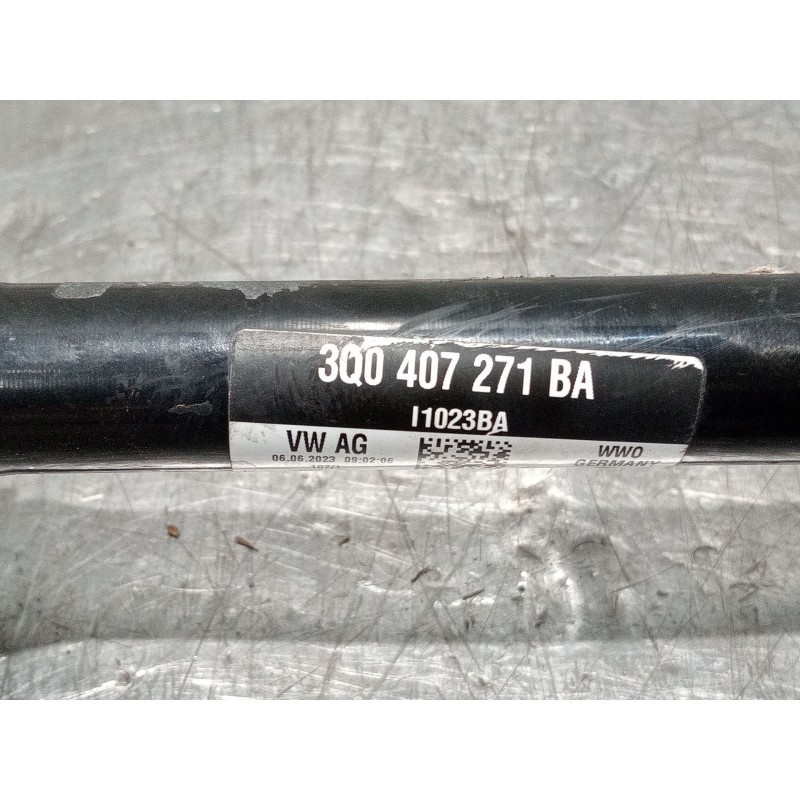 3Q0 407 271 BA
I1023BA
VW AG
06.06.2023 09:02:06
WWO
GERMANY